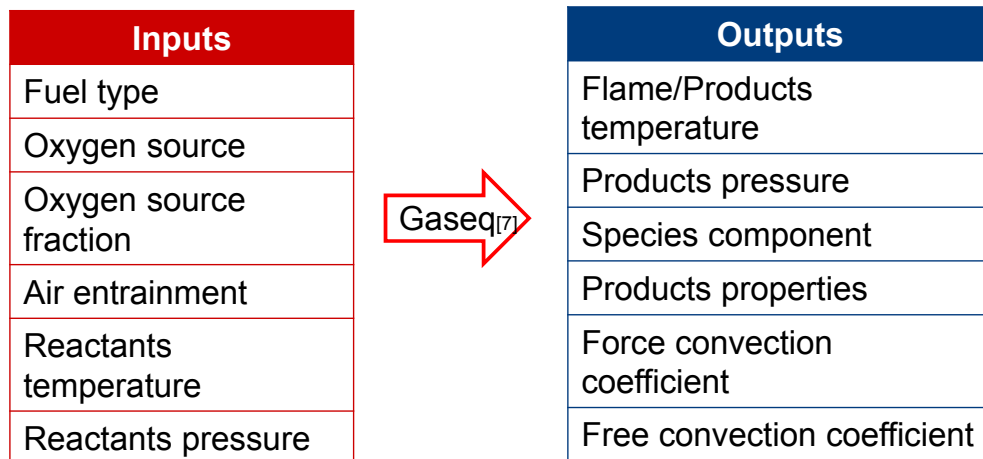 Inputs
Fuel type
Oxygen source
Oxygen source
fraction
Air entrainment
Reactants
temperature
Reactants pressure
Gaseq[7]
Outputs
Flame/Products
temperature
Products pressure
Species component
Products properties
Force convection
coefficient
Free convection coefficient